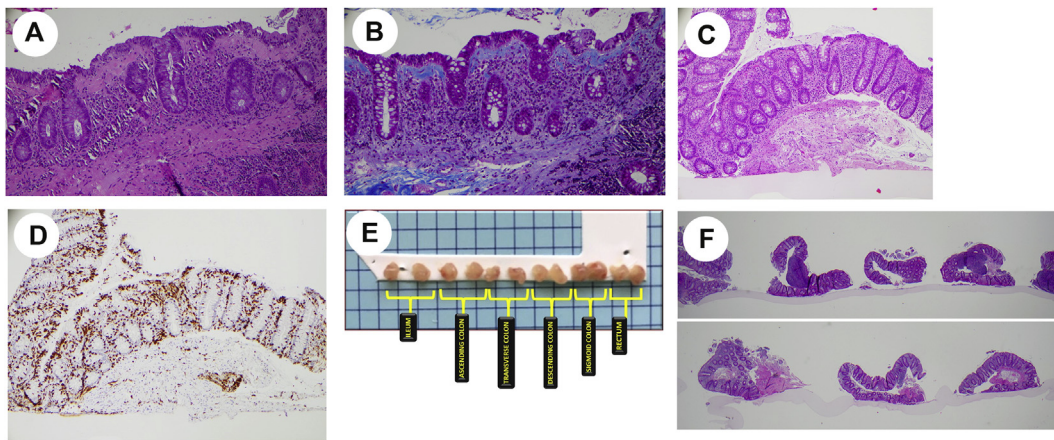 A
B
C
D
E
F
ILEUM
ASCENDING COLON
TRANSVERSE COLON
DESCENDING COLON
SIGMOID COLON
RECTUM